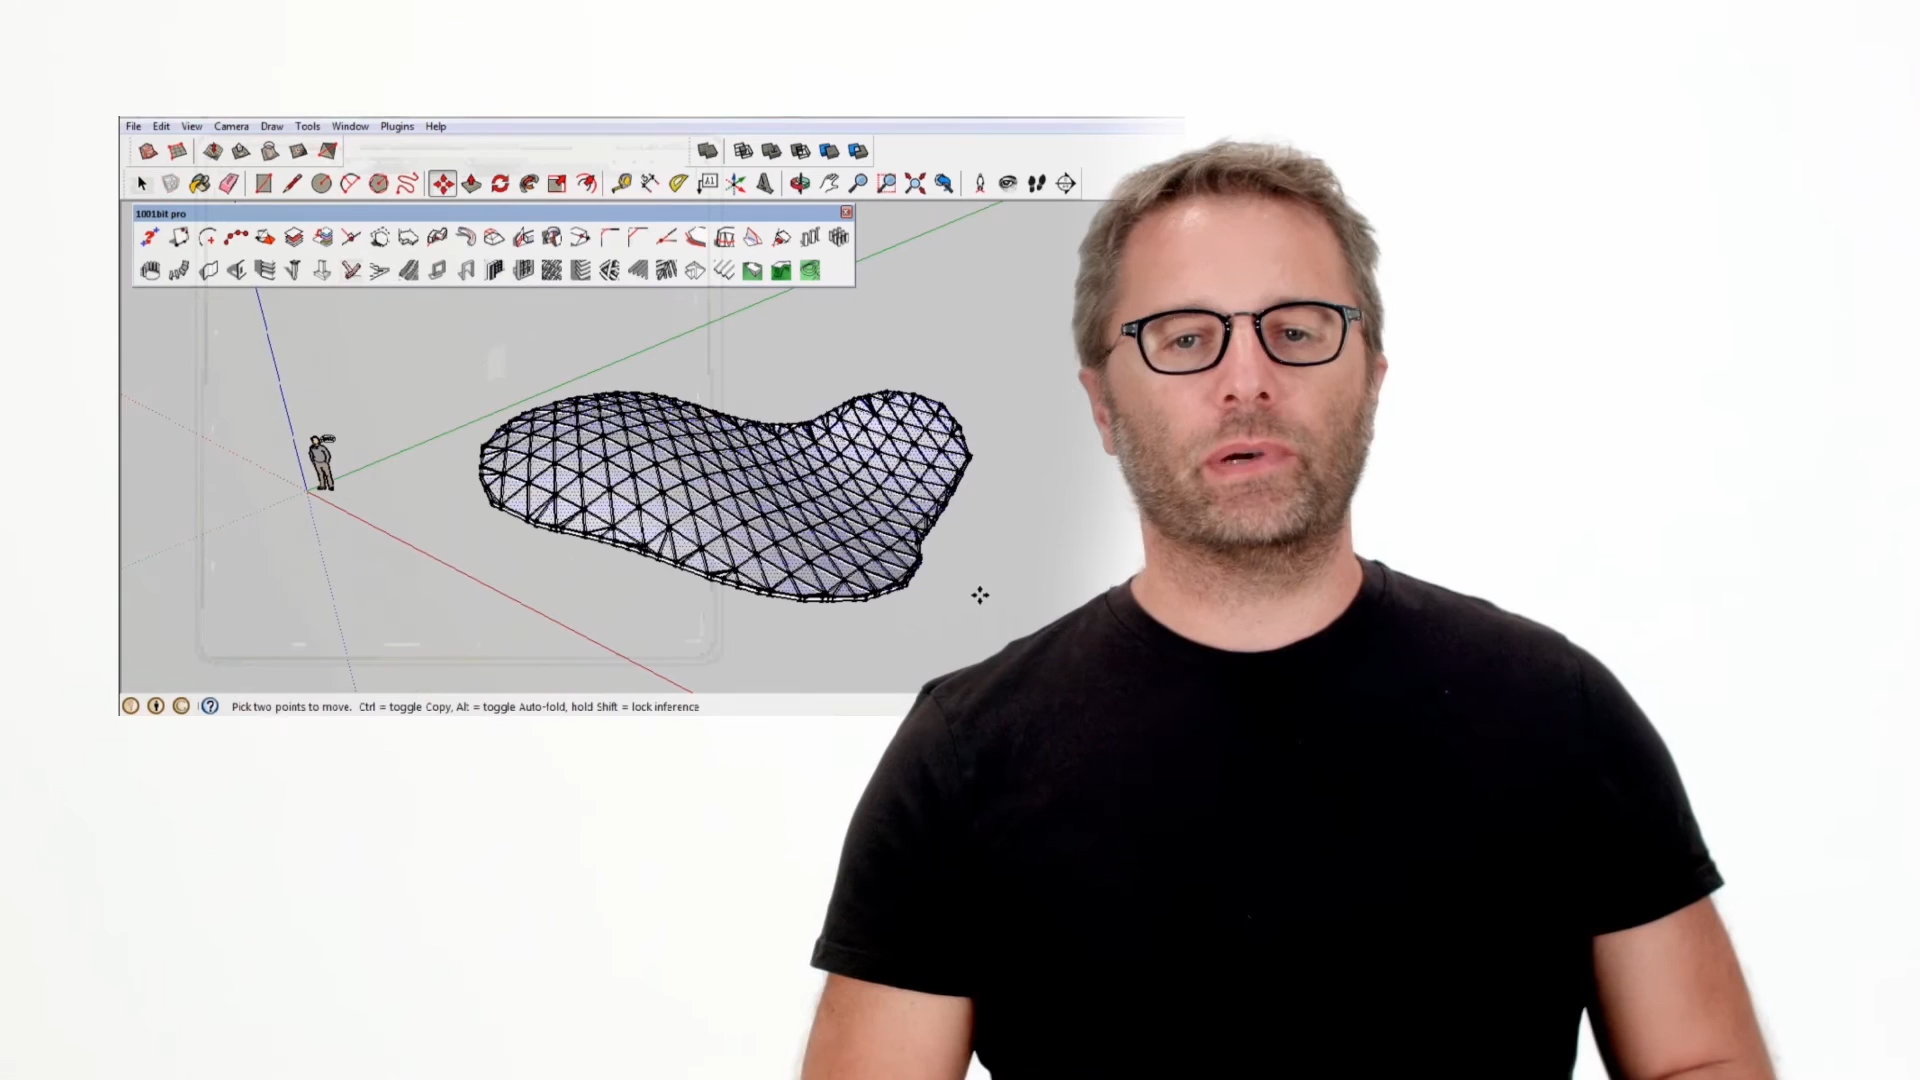 File Edit View Camera Draw Tools Window Plugins Help
1001bit pro
Pick two points to move. Ctrl = toggle Copy, Alt = toggle Auto-fold, hold Shift = lock inference